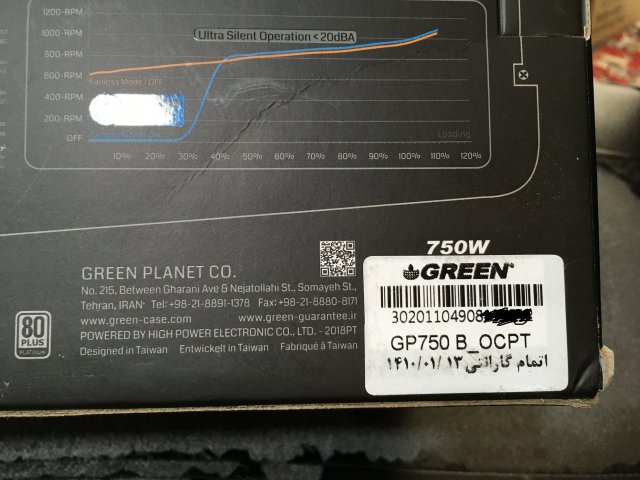 1200-RPM
1000-RPM
Ultra Silent Operation < 20dBA
800-RPM
600-RPM
Fanless Mode / OFF
400-RPM
200-RPM
OFF
Loading
10% 20% 30% 40% 50% 60% 70% 80% 90% 100% 110% 120%
750W
GREEN
GREEN PLANET CO.
No. 215, Between Gharani Ave & Nejatollahi St., Somayeh St.,
Tehran, IRAN Tel: +98-21-8891-1378 Fax: +98-21-8880-8171
www.green-case.com www.green-guarantee.ir
POWERED BY HIGH POWER ELECTRONIC CO., LTD. - 2018PT
Designed in Taiwan Entwickelt in Taiwan Fabriqué à Taiwan
80
PLUS
PLATINUM
30201104908
GP750 B_OCPT
اتمام گارانتی ۱۴۱۰/۰۱/۱۳